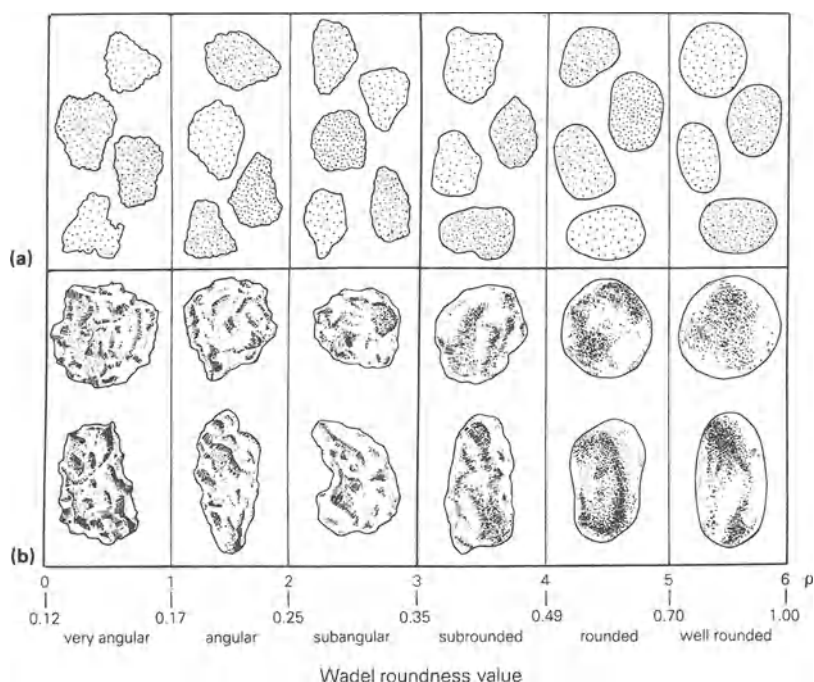 (a)
(b)
0 1 2 3 4 5 6 ρ
0.12 0.17 0.25 0.35 0.49 0.70 1.00
very angular angular subangular subrounded rounded well rounded
Wadel roundness value